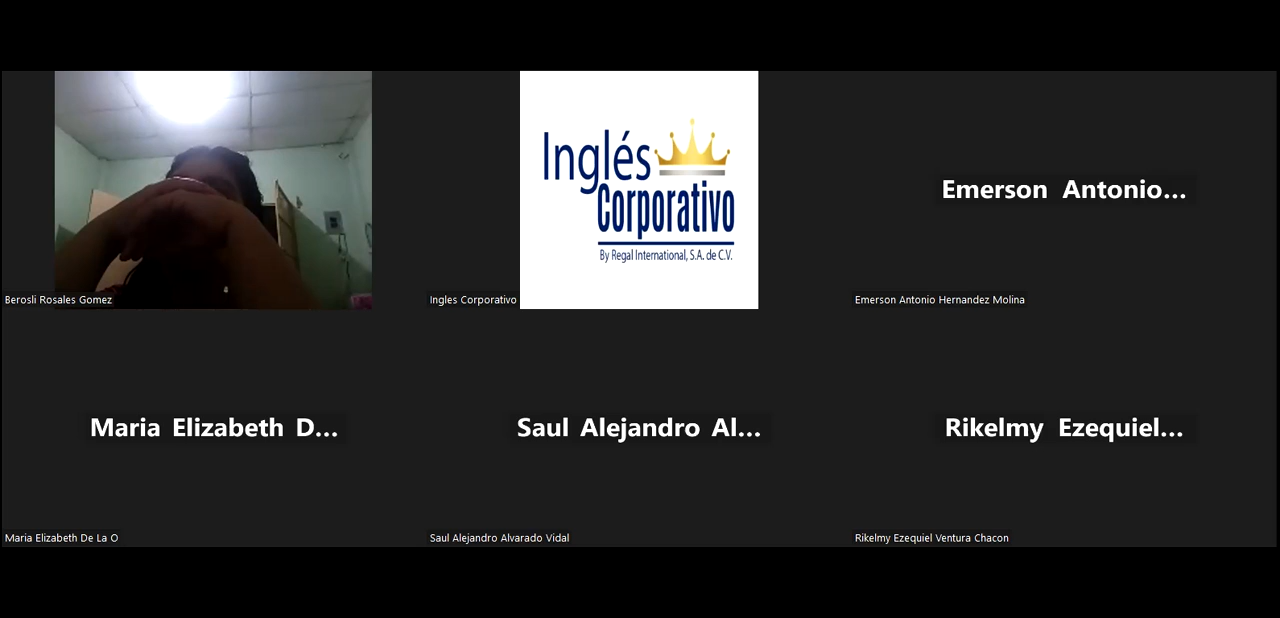 Inglés
Corporativo
By Regal International, S.A. de C.V.
Emerson Antonio...
Berosli Rosales Gomez
Ingles Corporativo
Emerson Antonio Hernandez Molina
Maria Elizabeth D...
Saul Alejandro Al...
Rikelmy Ezequiel...
Maria Elizabeth De La O
Saul Alejandro Alvarado Vidal
Rikelmy Ezequiel Ventura Chacon